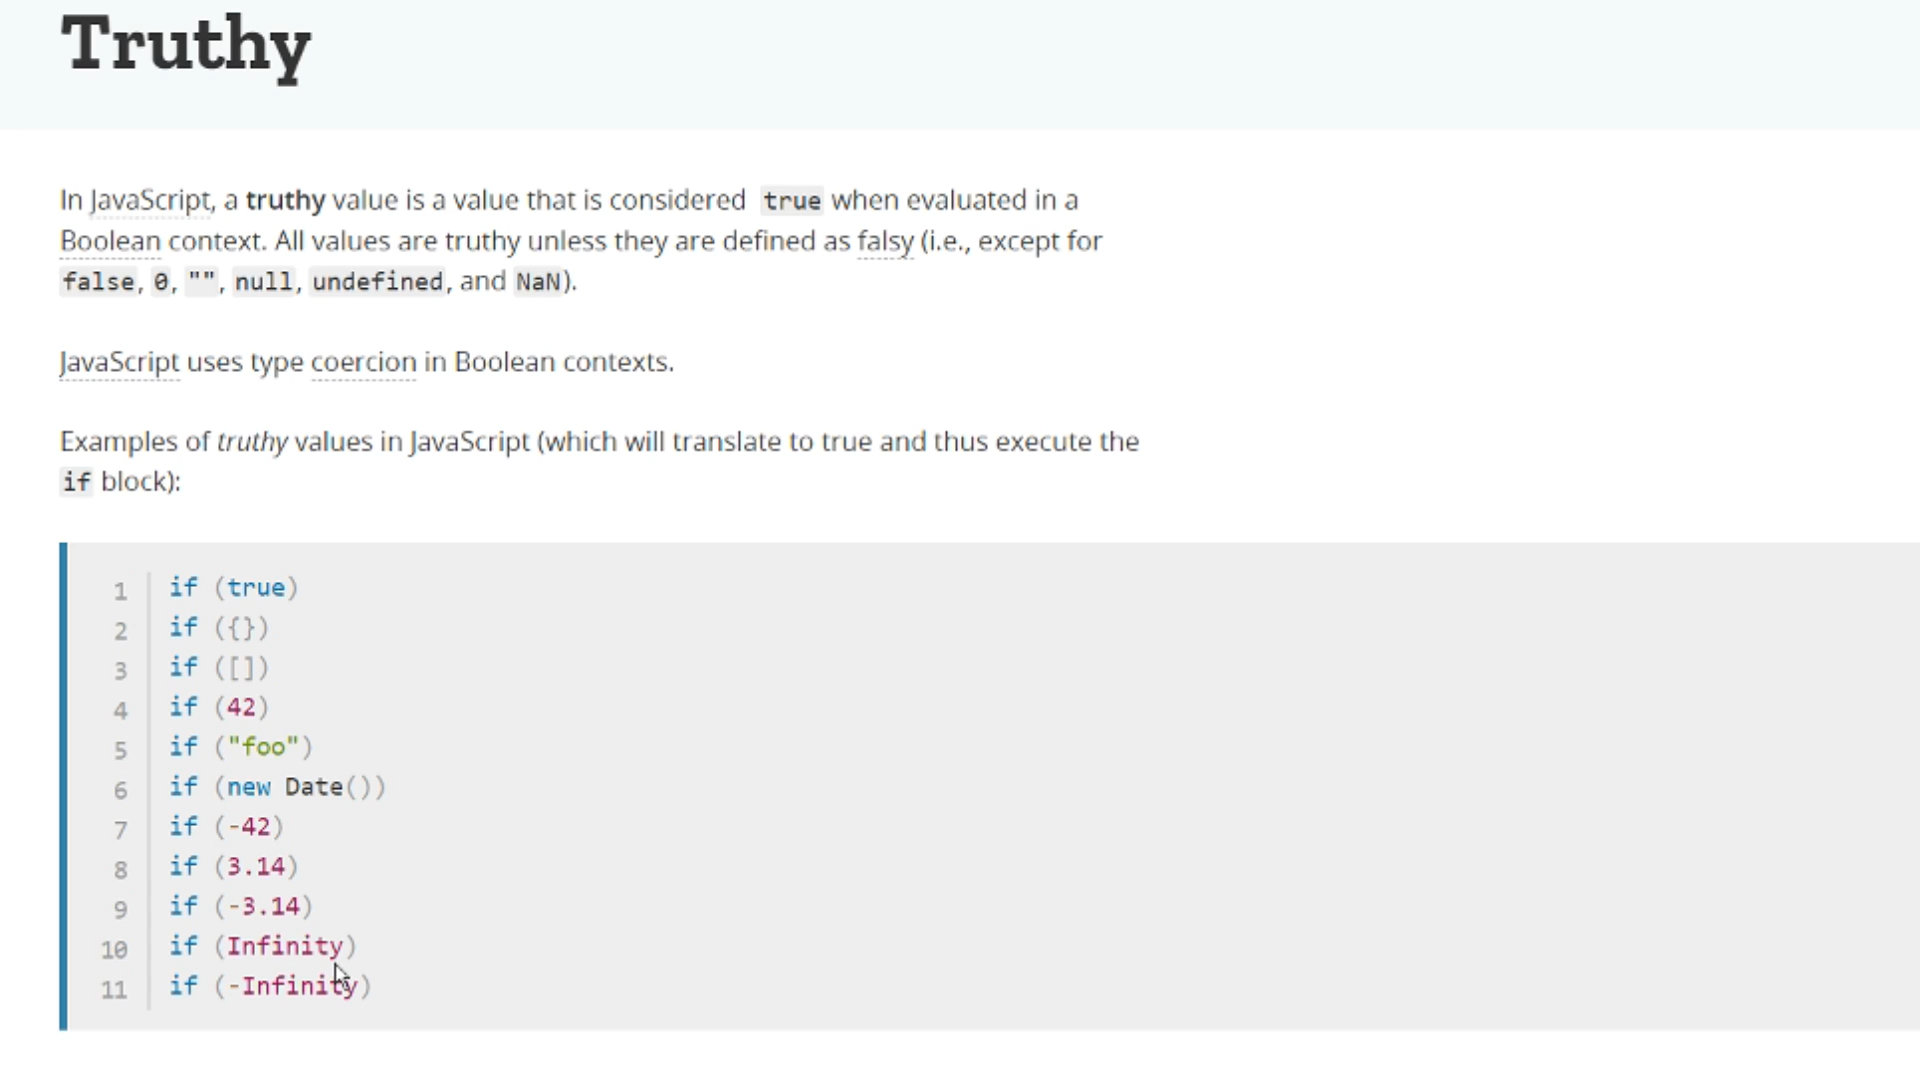 Truthy
In JavaScript, a truthy value is a value that is considered true when evaluated in a
Boolean context. All values are truthy unless they are defined as falsy (i.e., except for
false, 0, "", null, undefined, and NaN).
JavaScript uses type coercion in Boolean contexts.
Examples of truthy values in JavaScript (which will translate to true and thus execute the
if block):
1 if (true)
2 if ({})
3 if ([])
4 if (42)
5 if ("foo")
6 if (new Date())
7 if (-42)
8 if (3.14)
9 if (-3.14)
10 if (Infinity)
11 if (-Infinity)